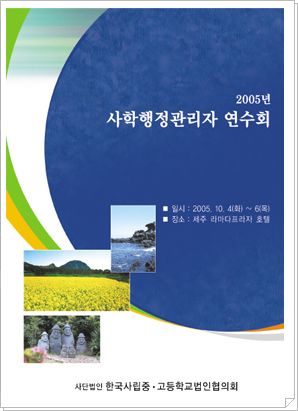 2005년
사학행정관리자 연수회
■ 일시 : 2005. 10. 4(화) ~ 6(목)
■ 장소 : 제주 라마다프라자 호텔
사단법인 한국사립중·고등학교법인협의회